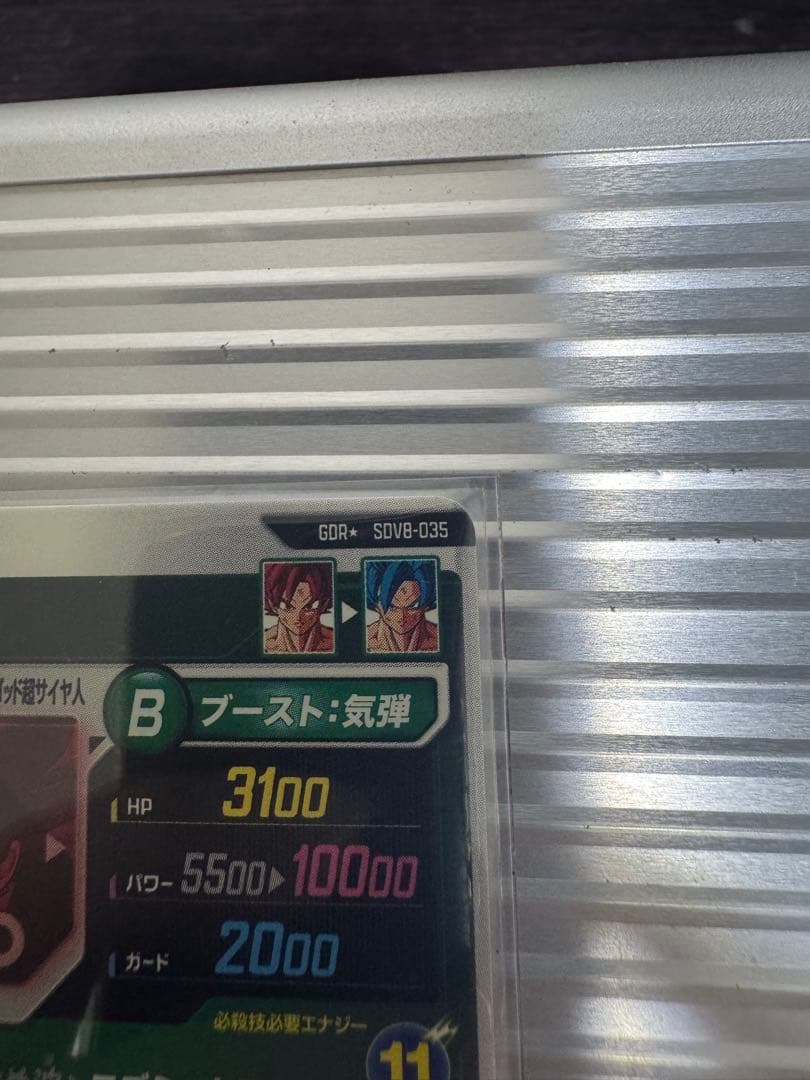 GDR★ SDV8-035
ゴッド超サイヤ人
B ブースト:気弾
HP 3100
パワー 5500▶10000
ガード 2000
必殺技必要エナジー
11